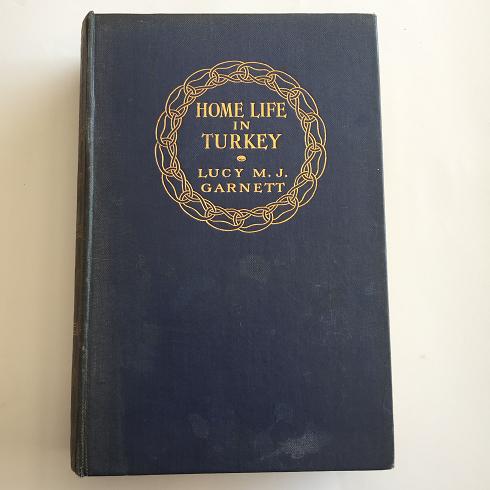 HOME LIFE
IN
TURKEY
LUCY M. J.
GARNETT